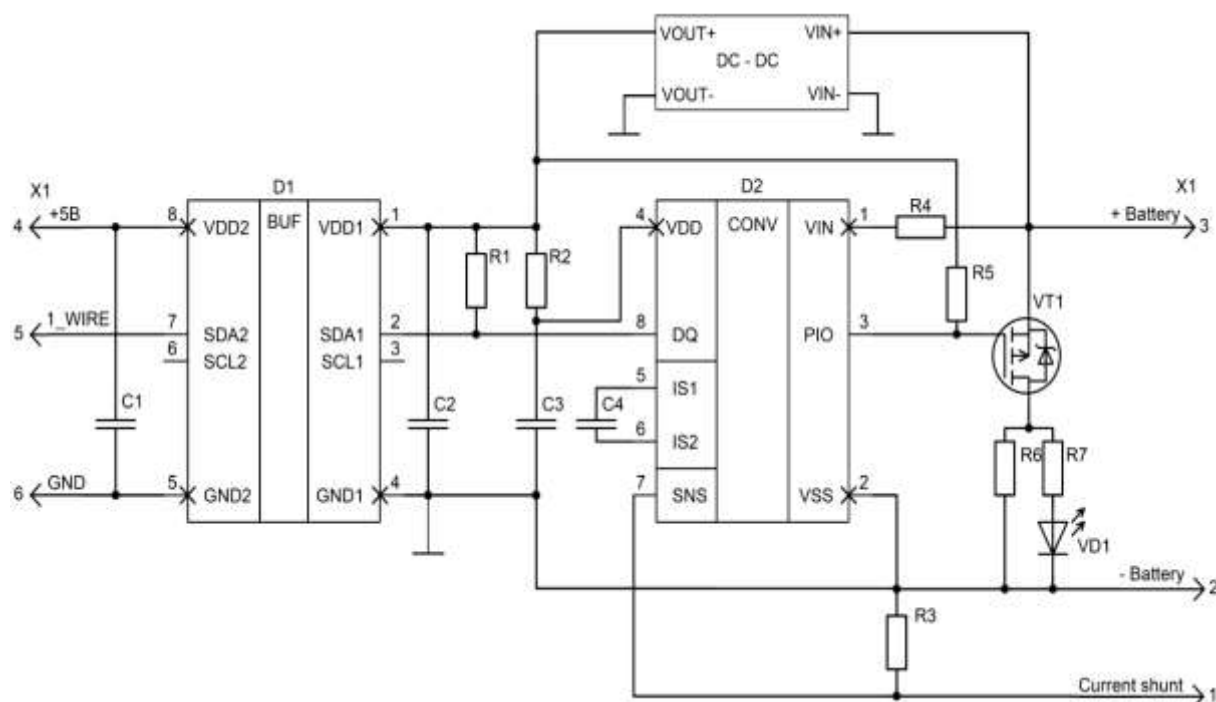 VOUT+ VIN+
DC - DC
VOUT- VIN-
X1 D1 D2 X1
4 +5B 8 VDD2 BUF VDD1 1 4 VDD CONV VIN 1 R4 + Battery 3
R1 R2 R5
VT1
5 1_WIRE 7 SDA2 SDA1 2 8 DQ PIO 3
6 SCL2 SCL1 3
5 IS1
C1 C2 C3 C4
6 IS2
R6 R7
6 GND 5 GND2 GND1 4 7 SNS VSS 2
VD1
- Battery 2
R3
Current shunt 1